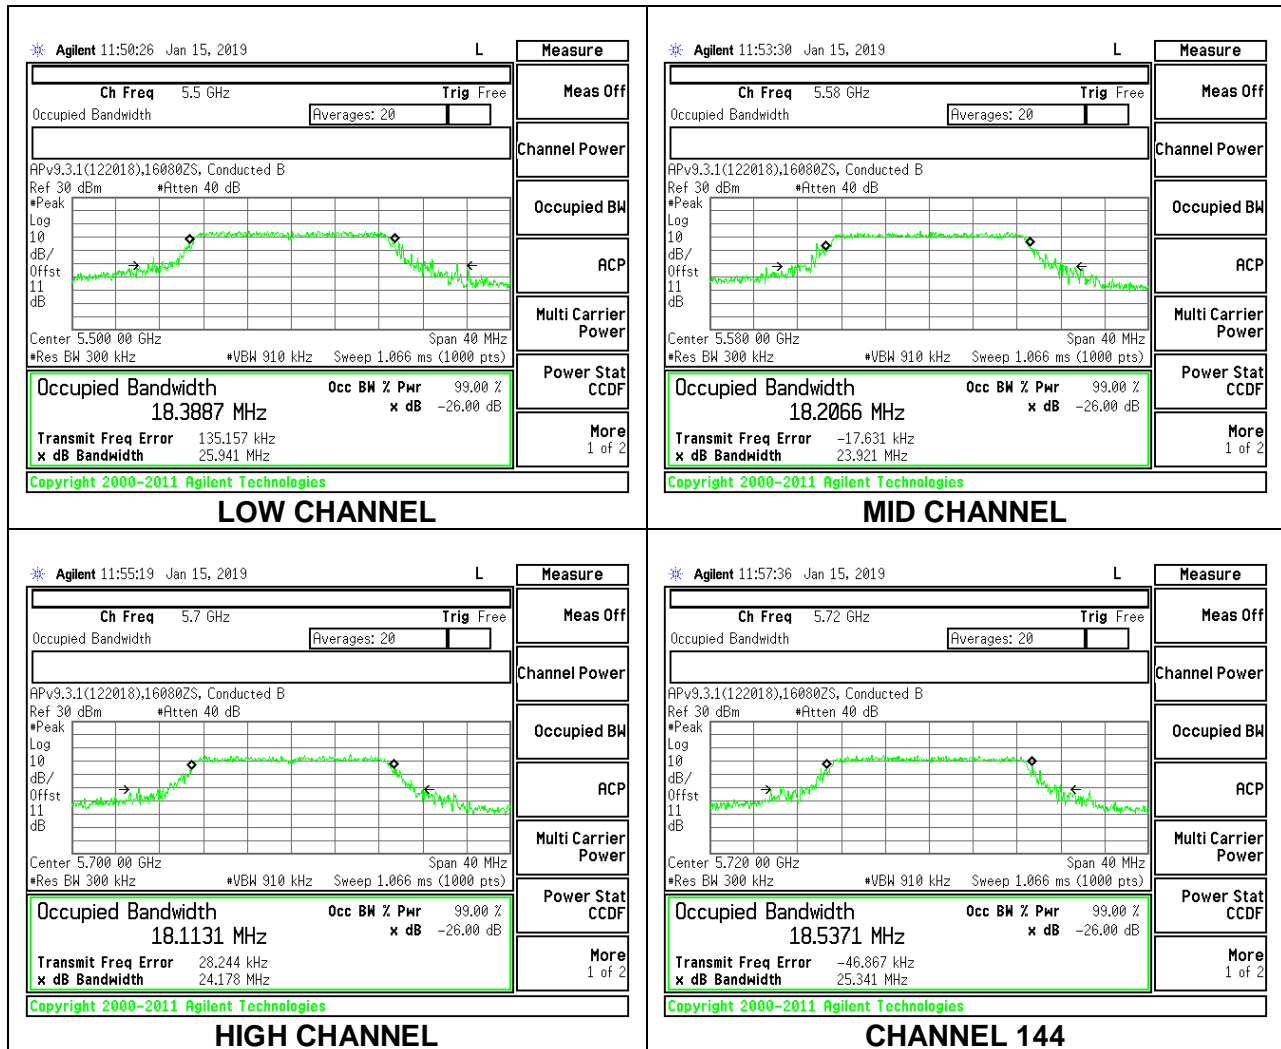 Agilent 11:50:26 Jan 15, 2019 L
Measure
Ch Freq 5.5 GHz Trig Free
Meas Off
Occupied Bandwidth Averages: 20
Channel Power
APv9.3.1(122018),16080ZS, Conducted B
Ref 30 dBm #Atten 40 dB
#Peak
Log
10
dB/
Offst
11
dB
Occupied BW
ACP
Multi Carrier
Power
Center 5.500 00 GHz Span 40 MHz
#Res BW 300 kHz #VBW 910 kHz Sweep 1.066 ms (1000 pts)
Power Stat
CCDF
Occupied Bandwidth Occ BW % Pwr 99.00 %
18.3887 MHz x dB -26.00 dB
Transmit Freq Error 135.157 kHz
x dB Bandwidth 25.941 MHz
More
1 of 2
Copyright 2000-2011 Agilent Technologies
LOW CHANNEL
Agilent 11:53:30 Jan 15, 2019 L
Measure
Ch Freq 5.58 GHz Trig Free
Meas Off
Occupied Bandwidth Averages: 20
Channel Power
APv9.3.1(122018),16080ZS, Conducted B
Ref 30 dBm #Atten 40 dB
#Peak
Log
10
dB/
Offst
11
dB
Occupied BW
ACP
Multi Carrier
Power
Center 5.580 00 GHz Span 40 MHz
#Res BW 300 kHz #VBW 910 kHz Sweep 1.066 ms (1000 pts)
Power Stat
CCDF
Occupied Bandwidth Occ BW % Pwr 99.00 %
18.2066 MHz x dB -26.00 dB
Transmit Freq Error -17.631 kHz
x dB Bandwidth 23.921 MHz
More
1 of 2
Copyright 2000-2011 Agilent Technologies
MID CHANNEL
Agilent 11:55:19 Jan 15, 2019 L
Measure
Ch Freq 5.7 GHz Trig Free
Meas Off
Occupied Bandwidth Averages: 20
Channel Power
APv9.3.1(122018),16080ZS, Conducted B
Ref 30 dBm #Atten 40 dB
#Peak
Log
10
dB/
Offst
11
dB
Occupied BW
ACP
Multi Carrier
Power
Center 5.700 00 GHz Span 40 MHz
#Res BW 300 kHz #VBW 910 kHz Sweep 1.066 ms (1000 pts)
Power Stat
CCDF
Occupied Bandwidth Occ BW % Pwr 99.00 %
18.1131 MHz x dB -26.00 dB
Transmit Freq Error 28.244 kHz
x dB Bandwidth 24.178 MHz
More
1 of 2
Copyright 2000-2011 Agilent Technologies
HIGH CHANNEL
Agilent 11:57:36 Jan 15, 2019 L
Measure
Ch Freq 5.72 GHz Trig Free
Meas Off
Occupied Bandwidth Averages: 20
Channel Power
APv9.3.1(122018),16080ZS, Conducted B
Ref 30 dBm #Atten 40 dB
#Peak
Log
10
dB/
Offst
11
dB
Occupied BW
ACP
Multi Carrier
Power
Center 5.720 00 GHz Span 40 MHz
#Res BW 300 kHz #VBW 910 kHz Sweep 1.066 ms (1000 pts)
Power Stat
CCDF
Occupied Bandwidth Occ BW % Pwr 99.00 %
18.5371 MHz x dB -26.00 dB
Transmit Freq Error -46.867 kHz
x dB Bandwidth 25.341 MHz
More
1 of 2
Copyright 2000-2011 Agilent Technologies
CHANNEL 144